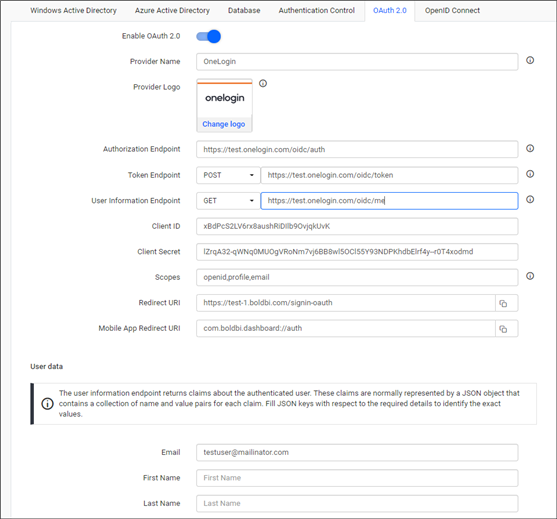 Windows Active Directory Azure Active Directory Database Authentication Control OAuth 2.0 OpenID Connect
Enable OAuth 2.0
Provider Name OneLogin
Provider Logo
onelogin
Change logo
Authorization Endpoint https://test.onelogin.com/oidc/auth
Token Endpoint POST https://test.onelogin.com/oidc/token
User Information Endpoint GET https://test.onelogin.com/oidc/me
Client ID xBdPcS2LV6rx8aushRiDIlb9OvjqkUvK
Client Secret
Scopes openid,profile,email
Redirect URI https://test-1.boldbi.com/signin-oauth
Mobile App Redirect URI com.boldbi.dashboard://auth
User data
The user information endpoint returns claims about the authenticated user. These claims are normally represented by a JSON object that
contains a collection of name and value pairs for each claim. Fill JSON keys with respect to the required details to identify the exact
values.
Email testuser@mailinator.com
First Name First Name
Last Name Last Name